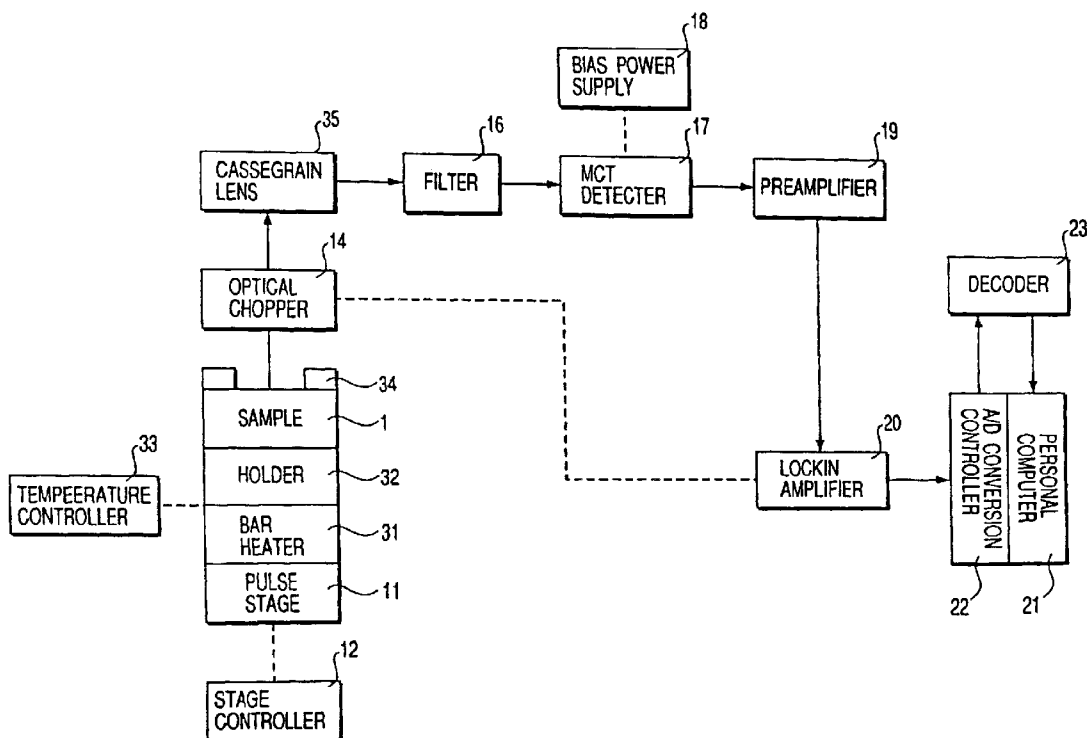 18
BIAS POWER
SUPPLY
35
CASSEGRAIN
LENS
16
FILTER
17
MCT
DETECTER
19
PREAMPLIFIER
14
OPTICAL
CHOPPER
23
DECODER
34
SAMPLE
1
33
TEMPEERATURE
CONTROLLER
HOLDER
32
BAR
HEATER
31
PULSE
STAGE
11
12
STAGE
CONTROLLER
20
LOCKIN
AMPLIFIER
A/D CONVERSION
CONTROLLER
PERSONAL
COMPUTER
22
21